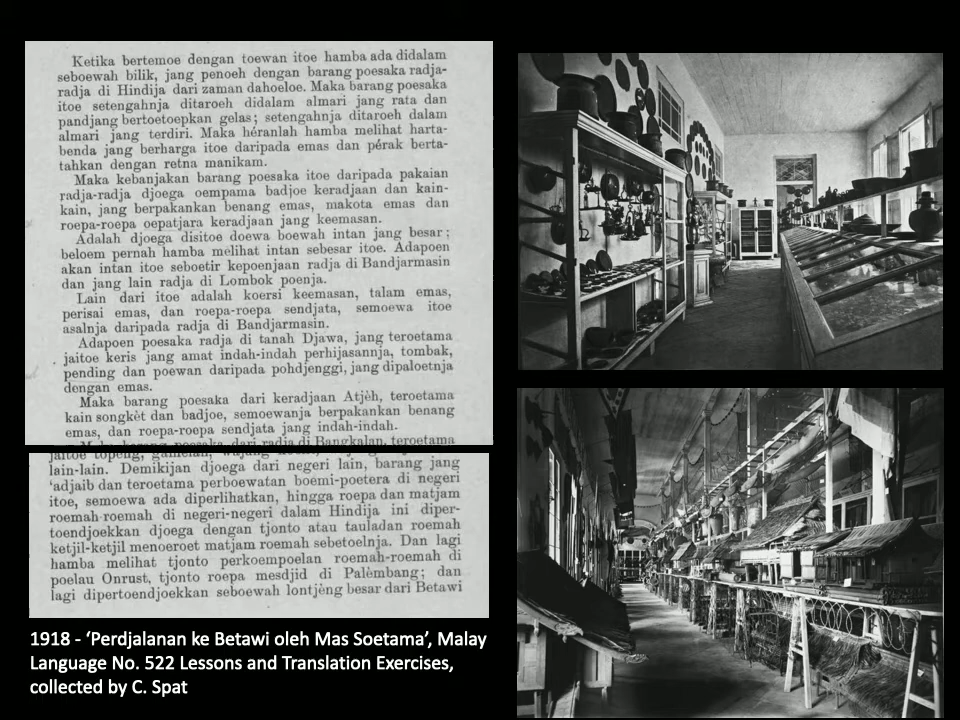 Ketika bertemoe dengan toewan itoe hamba ada didalam
seboewah bilik, jang penoeh dengan barang poesaka radja-
radja di Hindija dari zaman dahoeloe. Maka barang poesaka
itoe setengahnja ditaroeh didalam almari jang rata dan
pandjang bertoetoepkan gelas; setengahnja ditaroeh dalam
almari jang terdiri. Maka héranlah hamba melihat harta-
benda jang berharga itoe daripada emas dan pérak berta-
tahkan dengan retna manikam.
Maka kebanjakan barang poesaka itoe daripada pakaian
radja-radja djoega oempama badjoe keradjaan dan kain-
kain, jang berpakankan benang emas, makota emas dan
roepa-roepa oepatjara keradjaan jang keemasan.
Adalah djoega disitoe doewa boewah intan jang besar;
beloem pernah hamba melihat intan sebesar itoe. Adapoen
akan intan itoe seboetir kepoenjaan radja di Bandjarmasin
dan jang lain radja di Lombok poenja.
Lain dari itoe adalah koersi keemasan, talam emas,
perisai emas, dan roepa-roepa sendjata, semoewa itoe
asalnja daripada radja di Bandjarmasin.
Adapoen poesaka radja di tanah Djawa, jang teroetama
jaitoe keris jang amat indah-indah perhijasannja, tombak,
pending dan poewan daripada pohdjenggi, jang dipaloetnja
dengan emas.
Maka barang poesaka dari keradjaan Atjèh, teroetama
kain songkèt dan badjoe, semoewanja berpakankan benang
emas, dan roepa-roepa sendjata jang indah-indah.
poesaka dari radja di Bangkalan, teroetama
jaitoe topeng, gamelan, wajang
lain-lain. Demikijan djoega dari negeri lain, barang jang
'adjaib dan teroetama perboewatan boemi-poetera di negeri
itoe, semoewa ada diperlihatkan, hingga roepa dan matjam
roemah-roemah di negeri-negeri dalam Hindija ini diper-
toendjoekkan djoega dengan tjonto atau tauladan roemah
ketjil-ketjil menoeroet matjam roemah sebetoelnja. Dan lagi
hamba melihat tjonto perkoempoelan roemah-roemah di
poelau Onrust, tjonto roepa mesdjid di Palèmbang; dan
lagi dipertoendjoekkan seboewah lontjèng besar dari Betawi
1918 - ‘Perdjalanan ke Betawi oleh Mas Soetama’, Malay
Language No. 522 Lessons and Translation Exercises,
collected by C. Spat